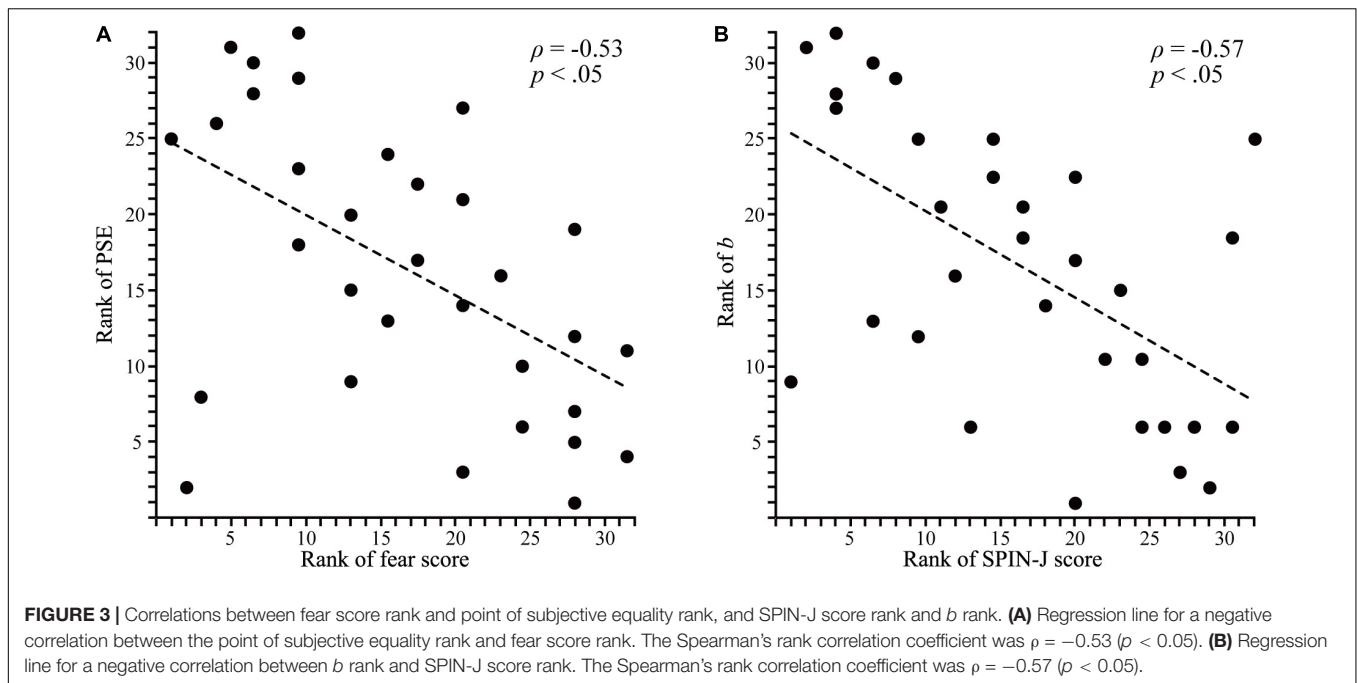 A
ρ = -0.53
p < .05
30
25
20
15
10
5
Rank of PSE
5 10 15 20 25 30
Rank of fear score
B
ρ = -0.57
p < .05
30
25
20
15
10
5
Rank of b
5 10 15 20 25 30
Rank of SPIN-J score
FIGURE 3 | Correlations between fear score rank and point of subjective equality rank, and SPIN-J score rank and b rank. (A) Regression line for a negative
correlation between the point of subjective equality rank and fear score rank. The Spearman's rank correlation coefficient was ρ = −0.53 (p < 0.05). (B) Regression
line for a negative correlation between b rank and SPIN-J score rank. The Spearman's rank correlation coefficient was ρ = −0.57 (p < 0.05).